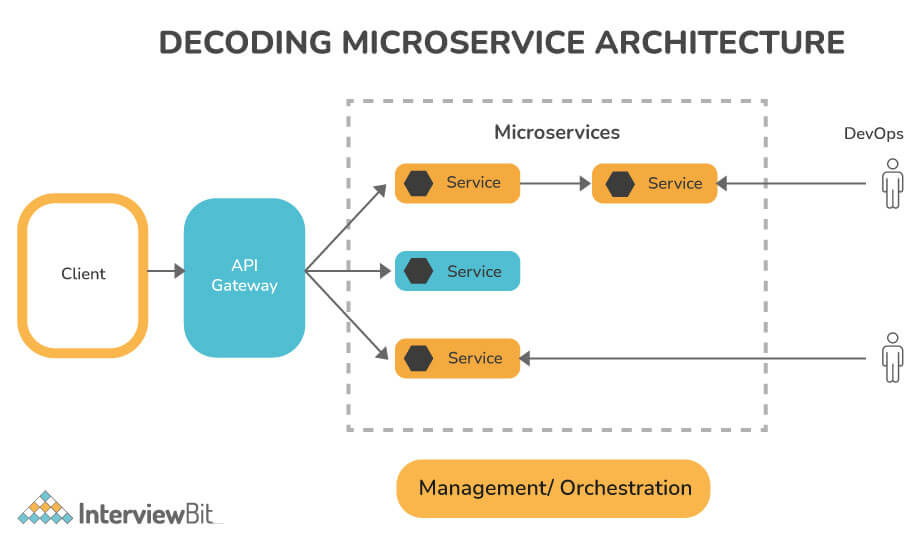 DECODING MICROSERVICE ARCHITECTURE
Microservices
DevOps
Service
Service
Client
API
Gateway
Service
Service
Management/ Orchestration
InterviewBit